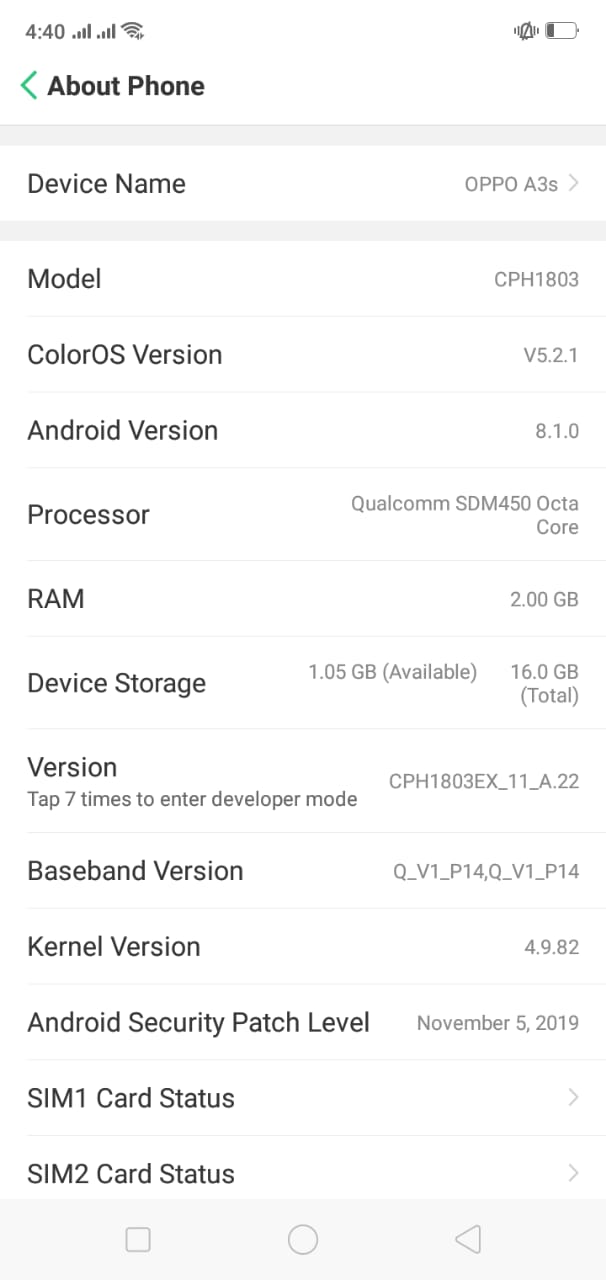 4:40
About Phone
Device Name OPPO A3s
Model CPH1803
ColorOS Version V5.2.1
Android Version 8.1.0
Processor Qualcomm SDM450 Octa
Core
RAM 2.00 GB
Device Storage 1.05 GB (Available) 16.0 GB
(Total)
Version CPH1803EX_11_A.22
Tap 7 times to enter developer mode
Baseband Version Q_V1_P14,Q_V1_P14
Kernel Version 4.9.82
Android Security Patch Level November 5, 2019
SIM1 Card Status
SIM2 Card Status